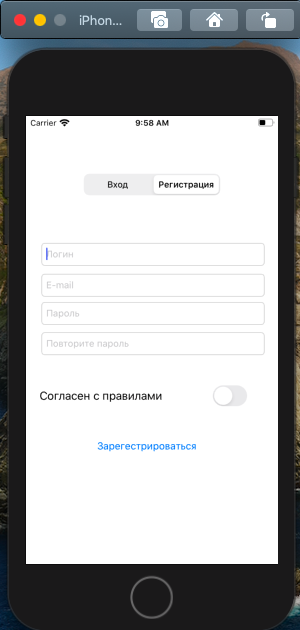 iPhon...
Carrier 9:58 AM
Вход Регистрация
Логин
E-mail
Пароль
Повторите пароль
Согласен с правилами
Зарегестрироваться